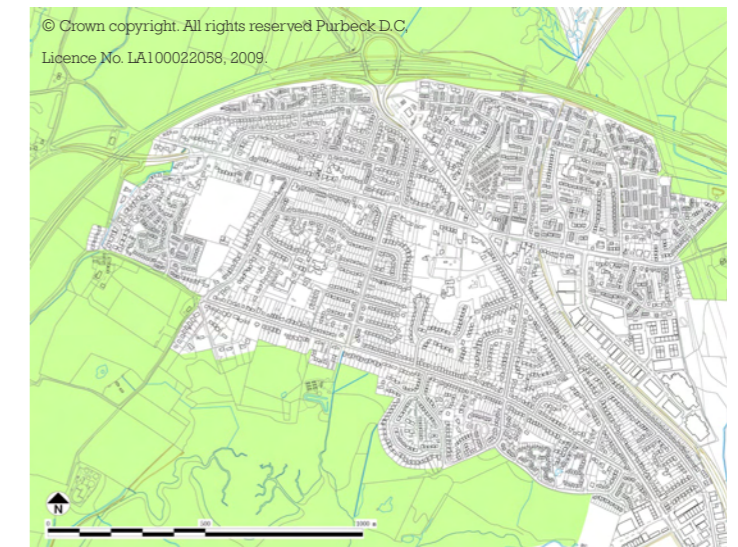 © Crown copyright. All rights reserved Purbeck D.C,
Licence No. LA100022058, 2009.
N
0 500 1000 m